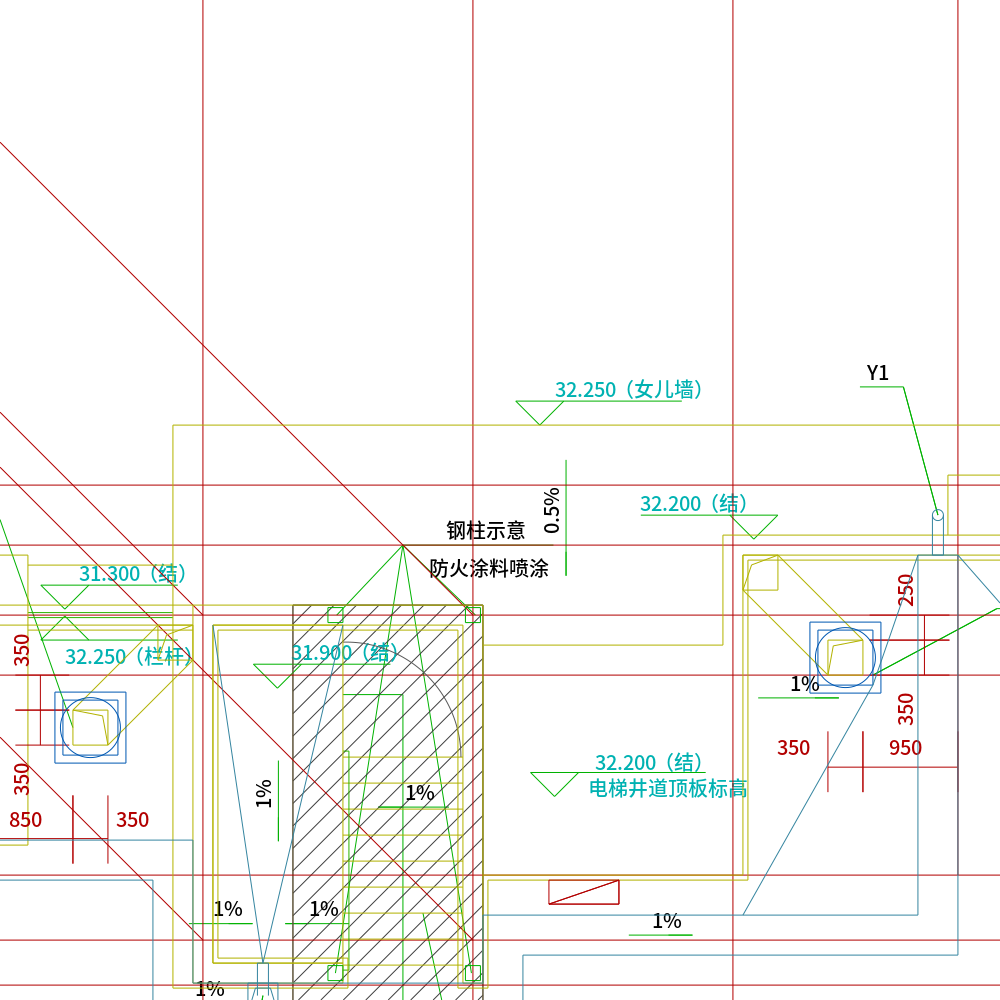 Y1
32.250（女儿墙）
32.200（结）
0.5%
钢柱示意
防火涂料喷涂
31.300（结）
250
32.250（栏杆）
350
31.900（结）
1%
350
350
950
32.200（结）
电梯井道顶板标高
350
1%
1%
850
350
1%
1%
1%
1%